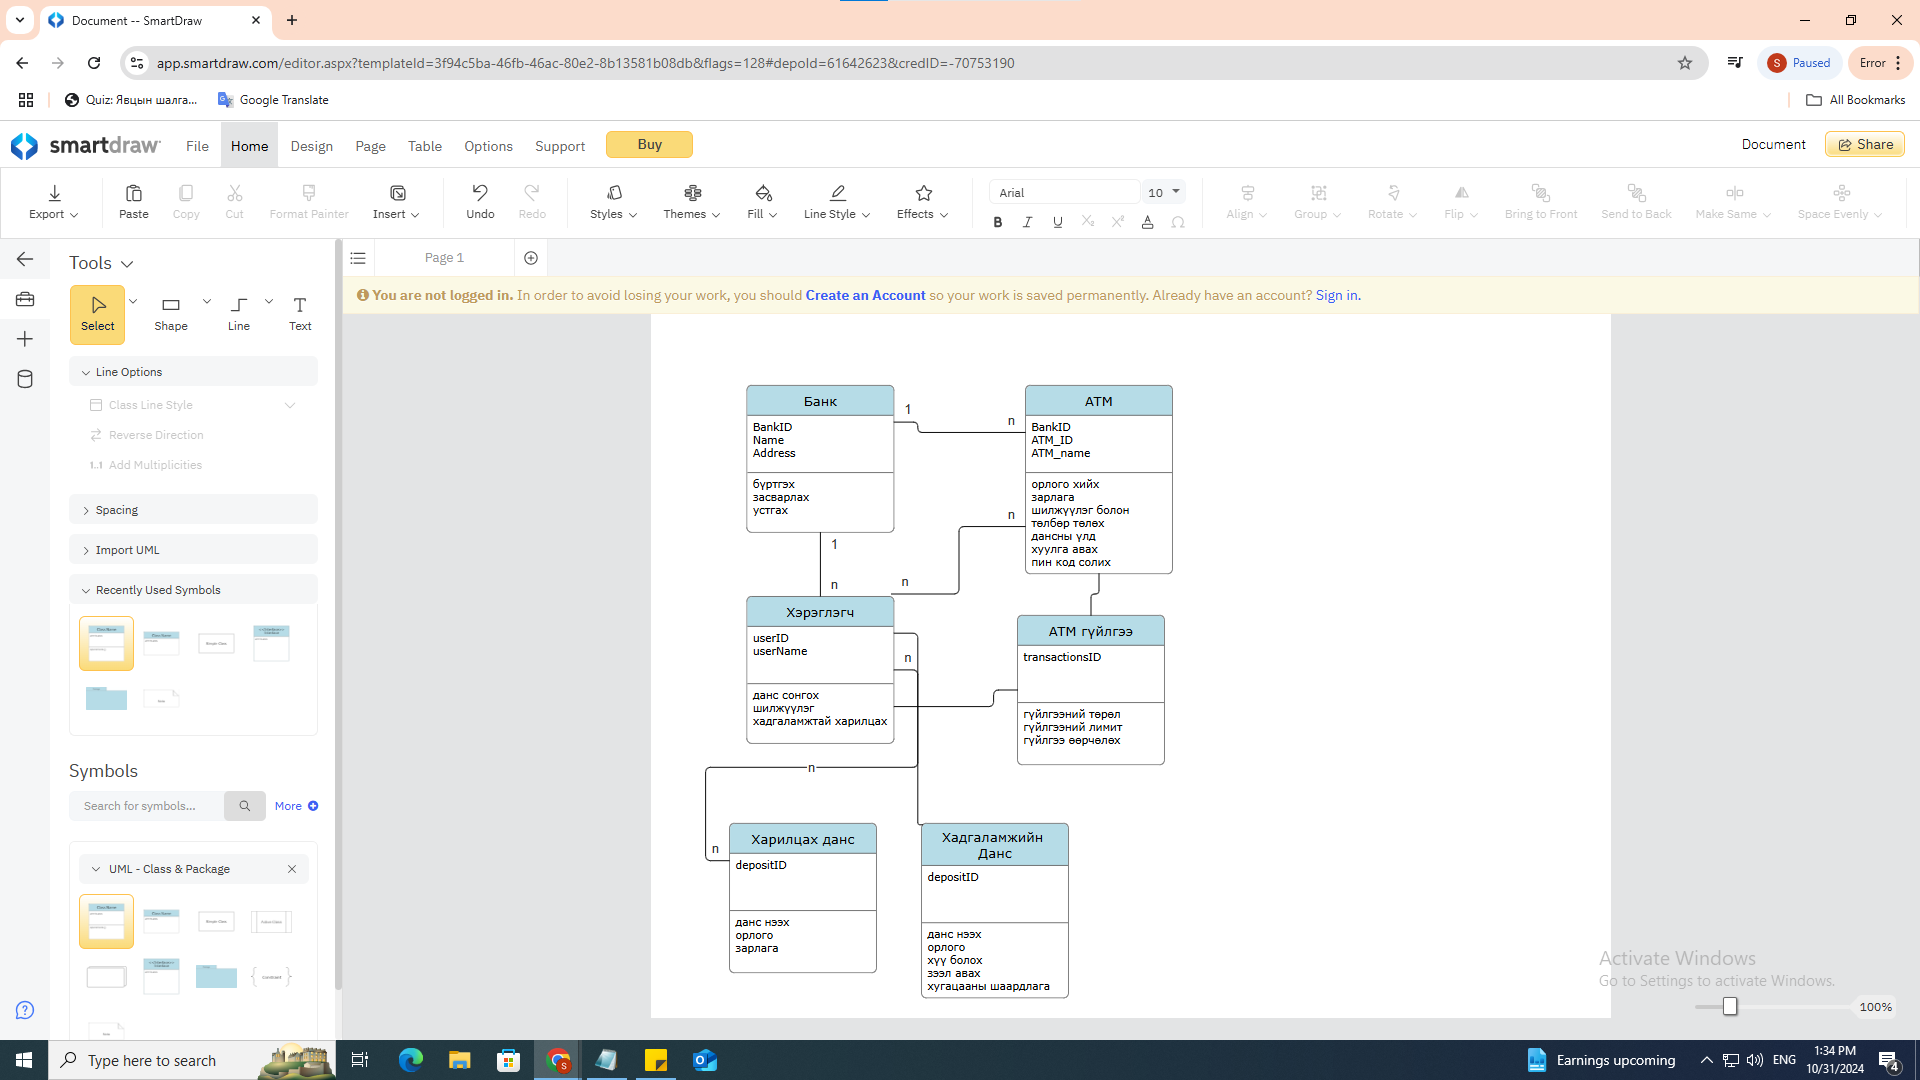 Document -- SmartDraw
app.smartdraw.com/editor.aspx?templateId=3f94c5ba-46fb-46ac-80e2-8b13581b08db&flags=128#depoId=61642623&credID=-70753190
S Paused
Error
Quiz: Явцын шалга...
Google Translate
All Bookmarks
smartdraw
File Home Design Page Table Options Support Buy
Document
Share
Export Paste Copy Cut Format Painter Insert Undo Redo Styles Themes Fill Line Style Effects
Arial 10
B I U X₂ X² A Ω
Align Group Rotate Flip Bring to Front Send to Back Make Same Space Evenly
Tools
Page 1
You are not logged in. In order to avoid losing your work, you should Create an Account so your work is saved permanently. Already have an account? Sign in.
Select Shape Line Text
Line Options
Class Line Style
Reverse Direction
1..1 Add Multiplicities
Spacing
Import UML
Recently Used Symbols
Symbols
Search for symbols...
More
UML - Class & Package
Банк
BankID
Name
Address
бүртгэх
засварлах
устгах
1
n
АТМ
BankID
ATM_ID
ATM_name
орлого хийх
зарлага
шилжүүлэг болон
төлбөр төлөх
дансны үлд
хуулга авах
пин код солих
n
1
n
n
Хэрэглэгч
userID
userName
данс сонгох
шилжүүлэг
хадгаламжтай харилцах
n
АТМ гүйлгээ
transactionsID
гүйлгээний төрөл
гүйлгээний лимит
гүйлгээ өөрчөлөх
n
n
Харилцах данс
depositID
данс нээх
орлого
зарлага
Хадгаламжийн
Данс
depositID
данс нээх
орлого
хүү болох
зээл авах
хугацааны шаардлага
Activate Windows
Go to Settings to activate Windows.
100%
Type here to search
Earnings upcoming
ENG
1:34 PM
10/31/2024
4